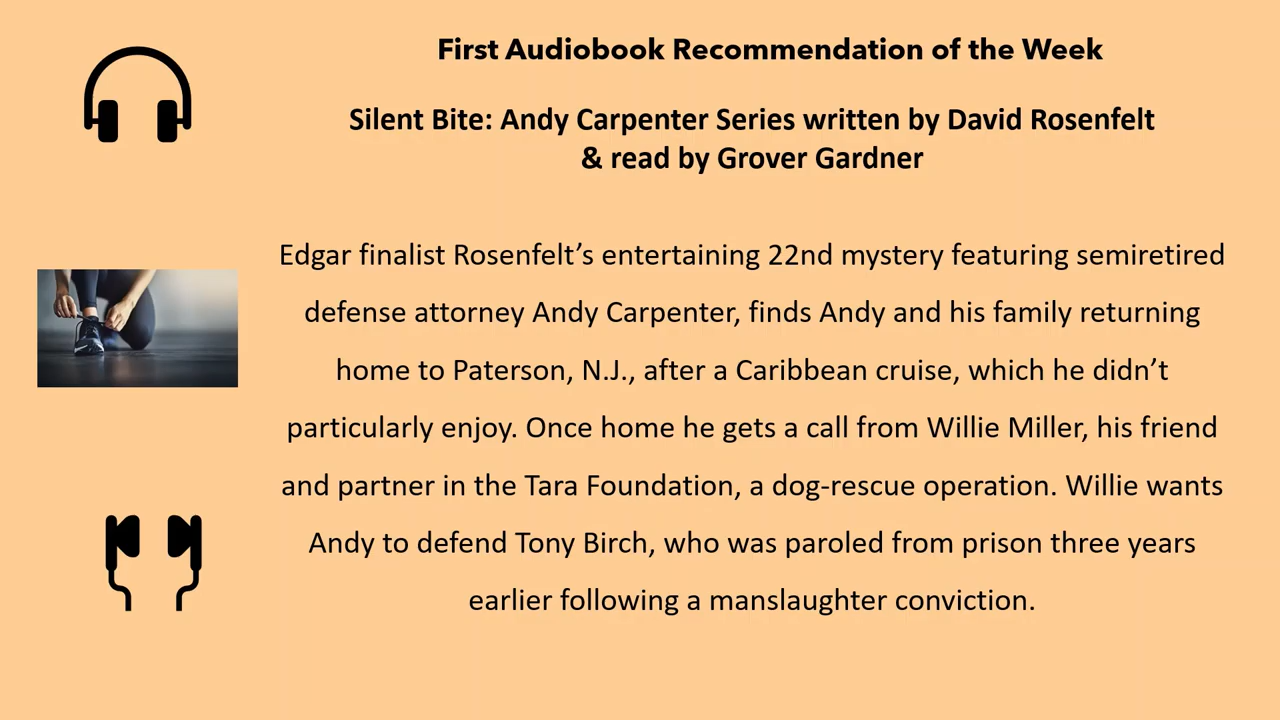 First Audiobook Recommendation of the Week
Silent Bite: Andy Carpenter Series written by David Rosenfelt
& read by Grover Gardner
Edgar finalist Rosenfelt’s entertaining 22nd mystery featuring semiretired
defense attorney Andy Carpenter, finds Andy and his family returning
home to Paterson, N.J., after a Caribbean cruise, which he didn’t
particularly enjoy. Once home he gets a call from Willie Miller, his friend
and partner in the Tara Foundation, a dog-rescue operation. Willie wants
Andy to defend Tony Birch, who was paroled from prison three years
earlier following a manslaughter conviction.